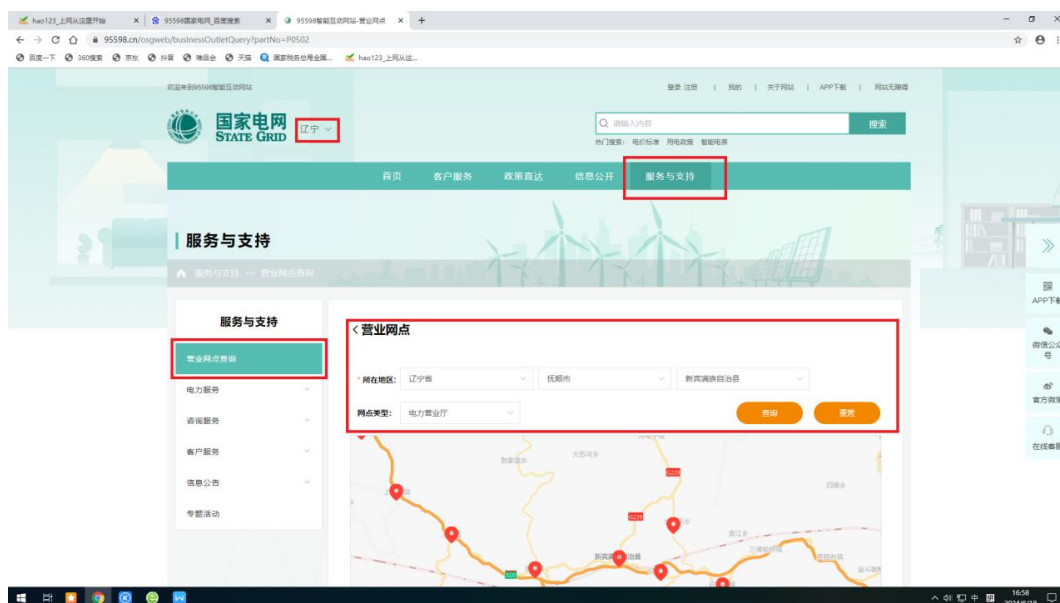 hao123_上网从这里开始
95598国家电网_百度搜索
95598智能互动网站-营业网点
95598.cn/osgweb/businessOutletQuery?partNo=P0502
百度一下 360搜索 京东 抖音 唯品会 天猫 国家税务总局全国... hao123_上网从这...
欢迎来到95598智能互动网站
登录 注册 | 我的 | 关于网站 | APP下载 | 网站无障碍
国家电网
STATE GRID
辽宁
请输入内容
搜索
热门搜索: 电价标准 用电政策 智能电表
首页 客户服务 政策直达 信息公开 服务与支持
服务与支持
服务与支持 >> 营业网点查询
APP下载
微信公众号
官方微博
在线客服
服务与支持
营业网点查询
电力服务
咨询服务
客户服务
信息公告
专题活动
<营业网点
* 所在地区: 辽宁省 抚顺市 新宾满族自治县
网点类型: 电力营业厅
查询 重置
大苏河乡
G229
四道乡
G229
16:58
中